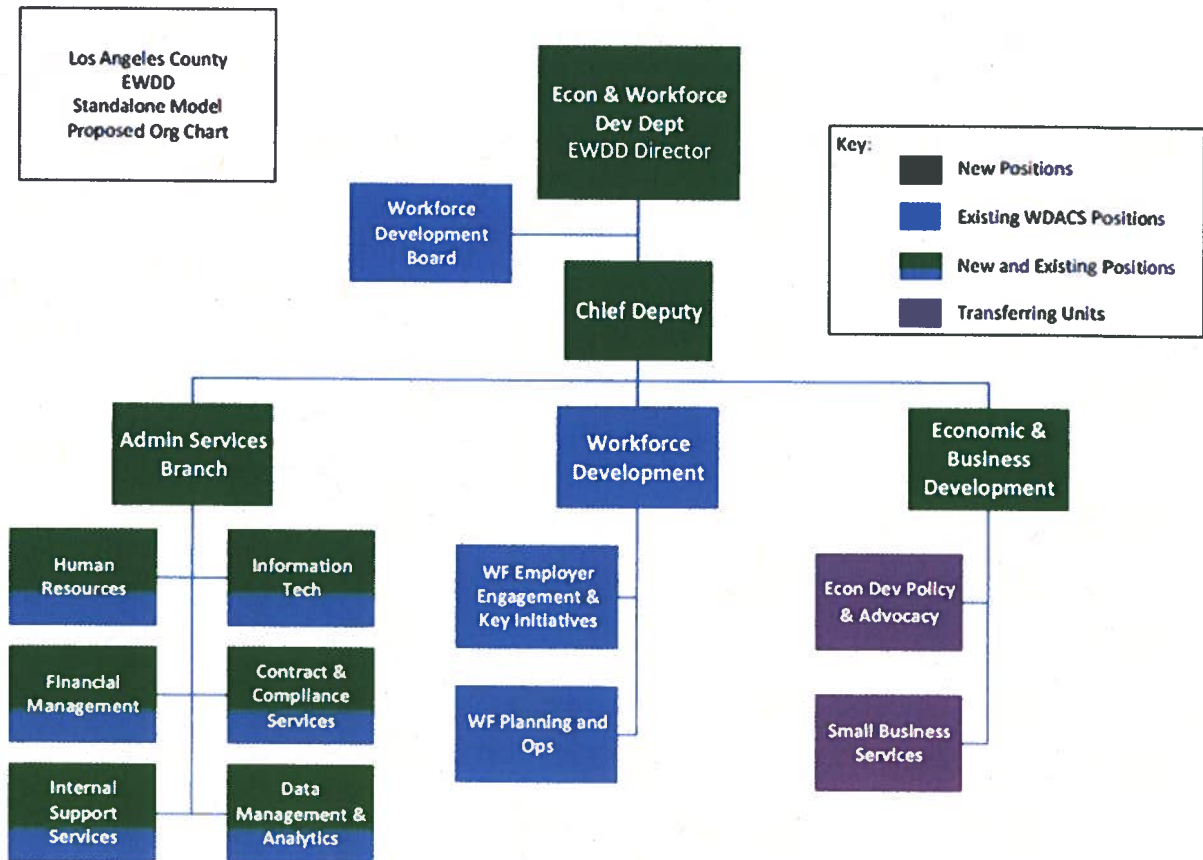 Los Angeles County
EWDD
Standalone Model
Proposed Org Chart
Econ & Workforce
Dev Dept
EWDD Director
Key:
New Positions
Existing WDACS Positions
New and Existing Positions
Transferring Units
Workforce
Development
Board
Chief Deputy
Admin Services
Branch
Workforce
Development
Economic &
Business
Development
Human
Resources
Information
Tech
WF Employer
Engagement &
Key Initiatives
Econ Dev Policy
& Advocacy
Financial
Management
Contract &
Compliance
Services
WF Planning and
Ops
Small Business
Services
Internal
Support
Services
Data
Management &
Analytics